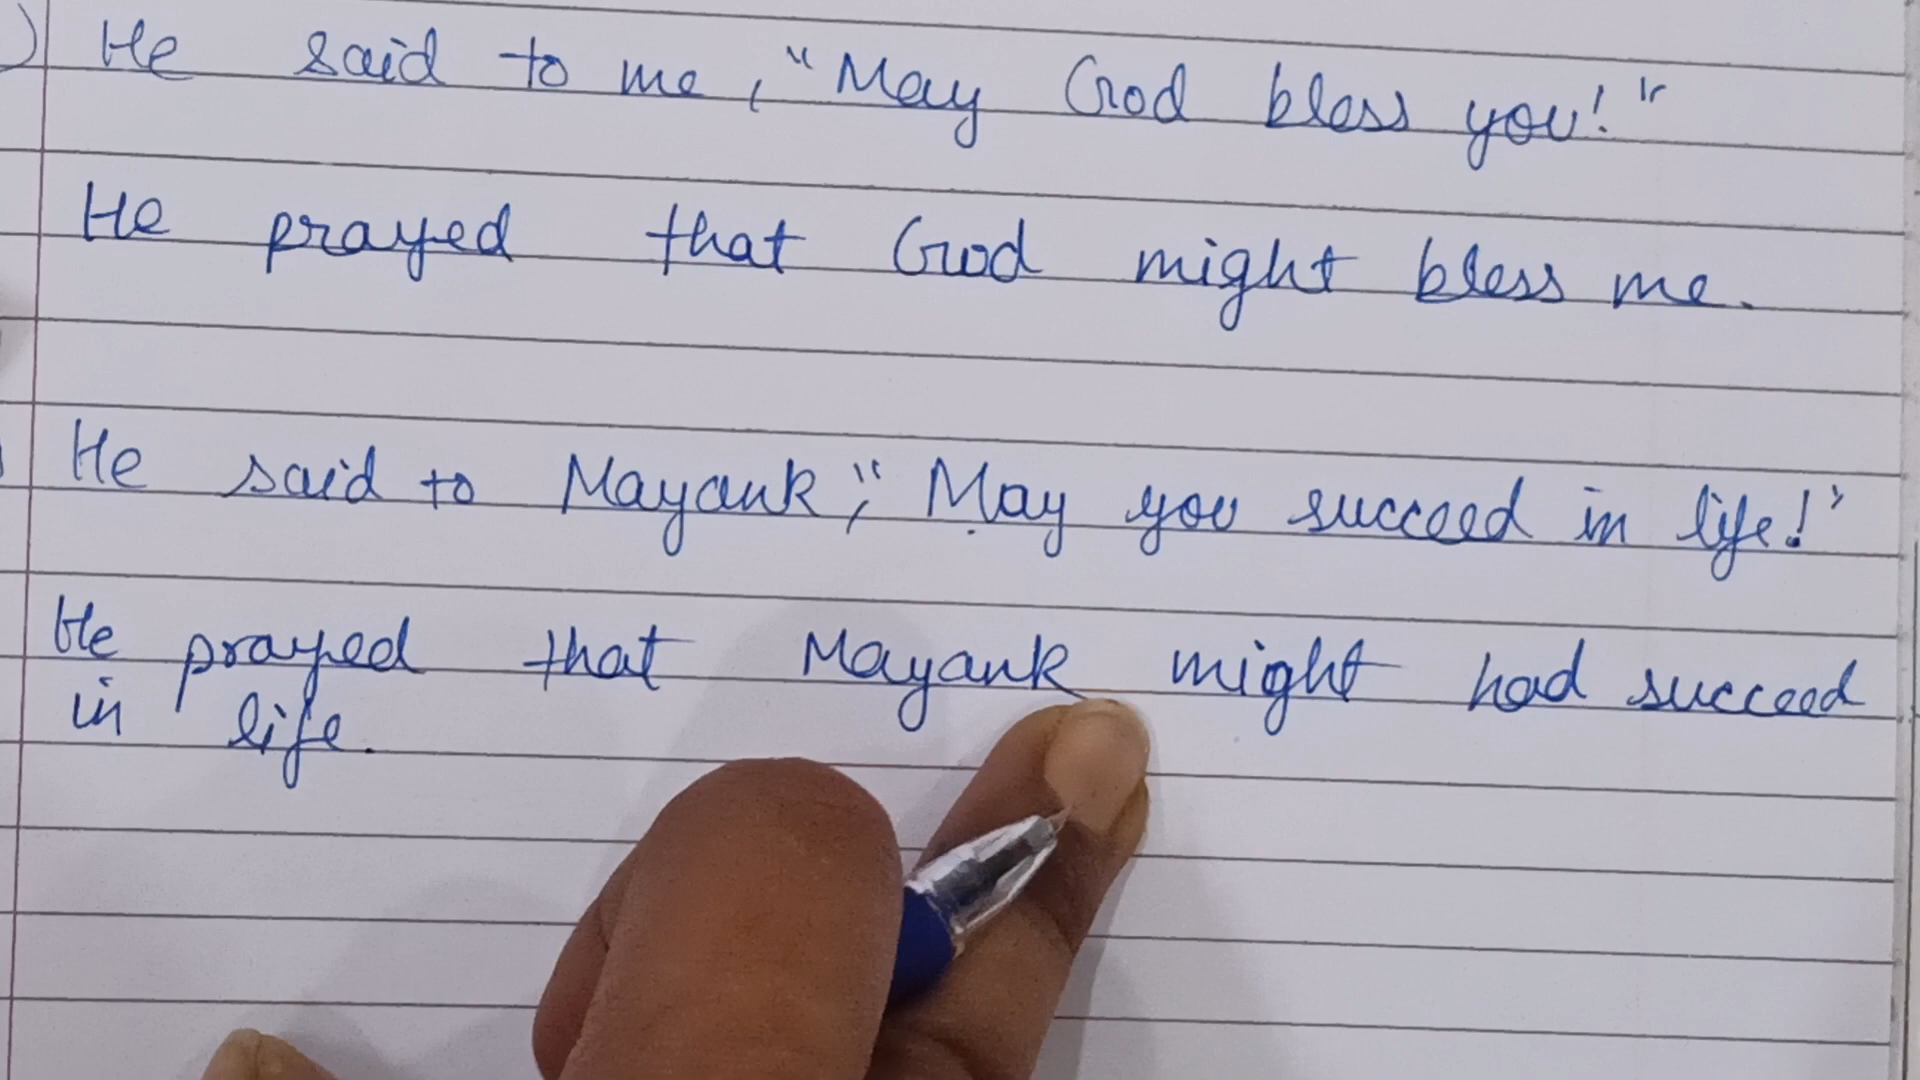 ) He said to me, "May God bless you!"
He prayed that God might bless me.
He said to Mayank, "May you succeed in life!"
He prayed that Mayank might had succeed
in life.